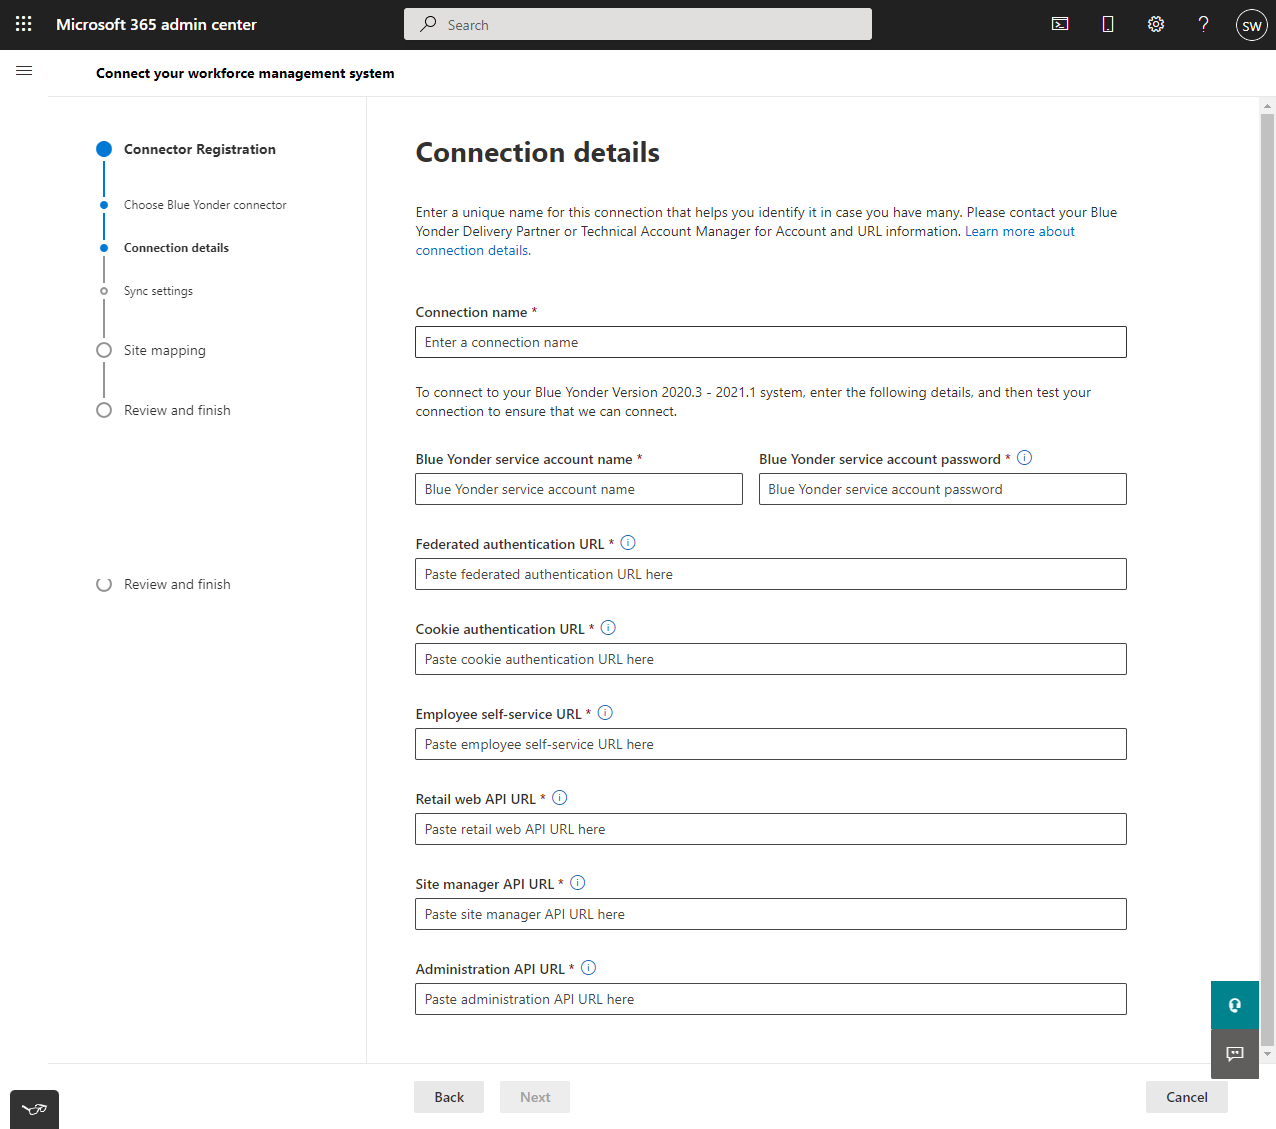 Microsoft 365 admin center
Search
SW
Connect your workforce management system
Connector Registration
Choose Blue Yonder connector
Connection details
Sync settings
Site mapping
Review and finish
Review and finish
Connection details
Enter a unique name for this connection that helps you identify it in case you have many. Please contact your Blue
Yonder Delivery Partner or Technical Account Manager for Account and URL information. Learn more about
connection details.
Connection name *
Enter a connection name
To connect to your Blue Yonder Version 2020.3 - 2021.1 system, enter the following details, and then test your
connection to ensure that we can connect.
Blue Yonder service account name *
Blue Yonder service account name
Blue Yonder service account password *
Blue Yonder service account password
Federated authentication URL *
Paste federated authentication URL here
Cookie authentication URL *
Paste cookie authentication URL here
Employee self-service URL *
Paste employee self-service URL here
Retail web API URL *
Paste retail web API URL here
Site manager API URL *
Paste site manager API URL here
Administration API URL *
Paste administration API URL here
Back
Next
Cancel